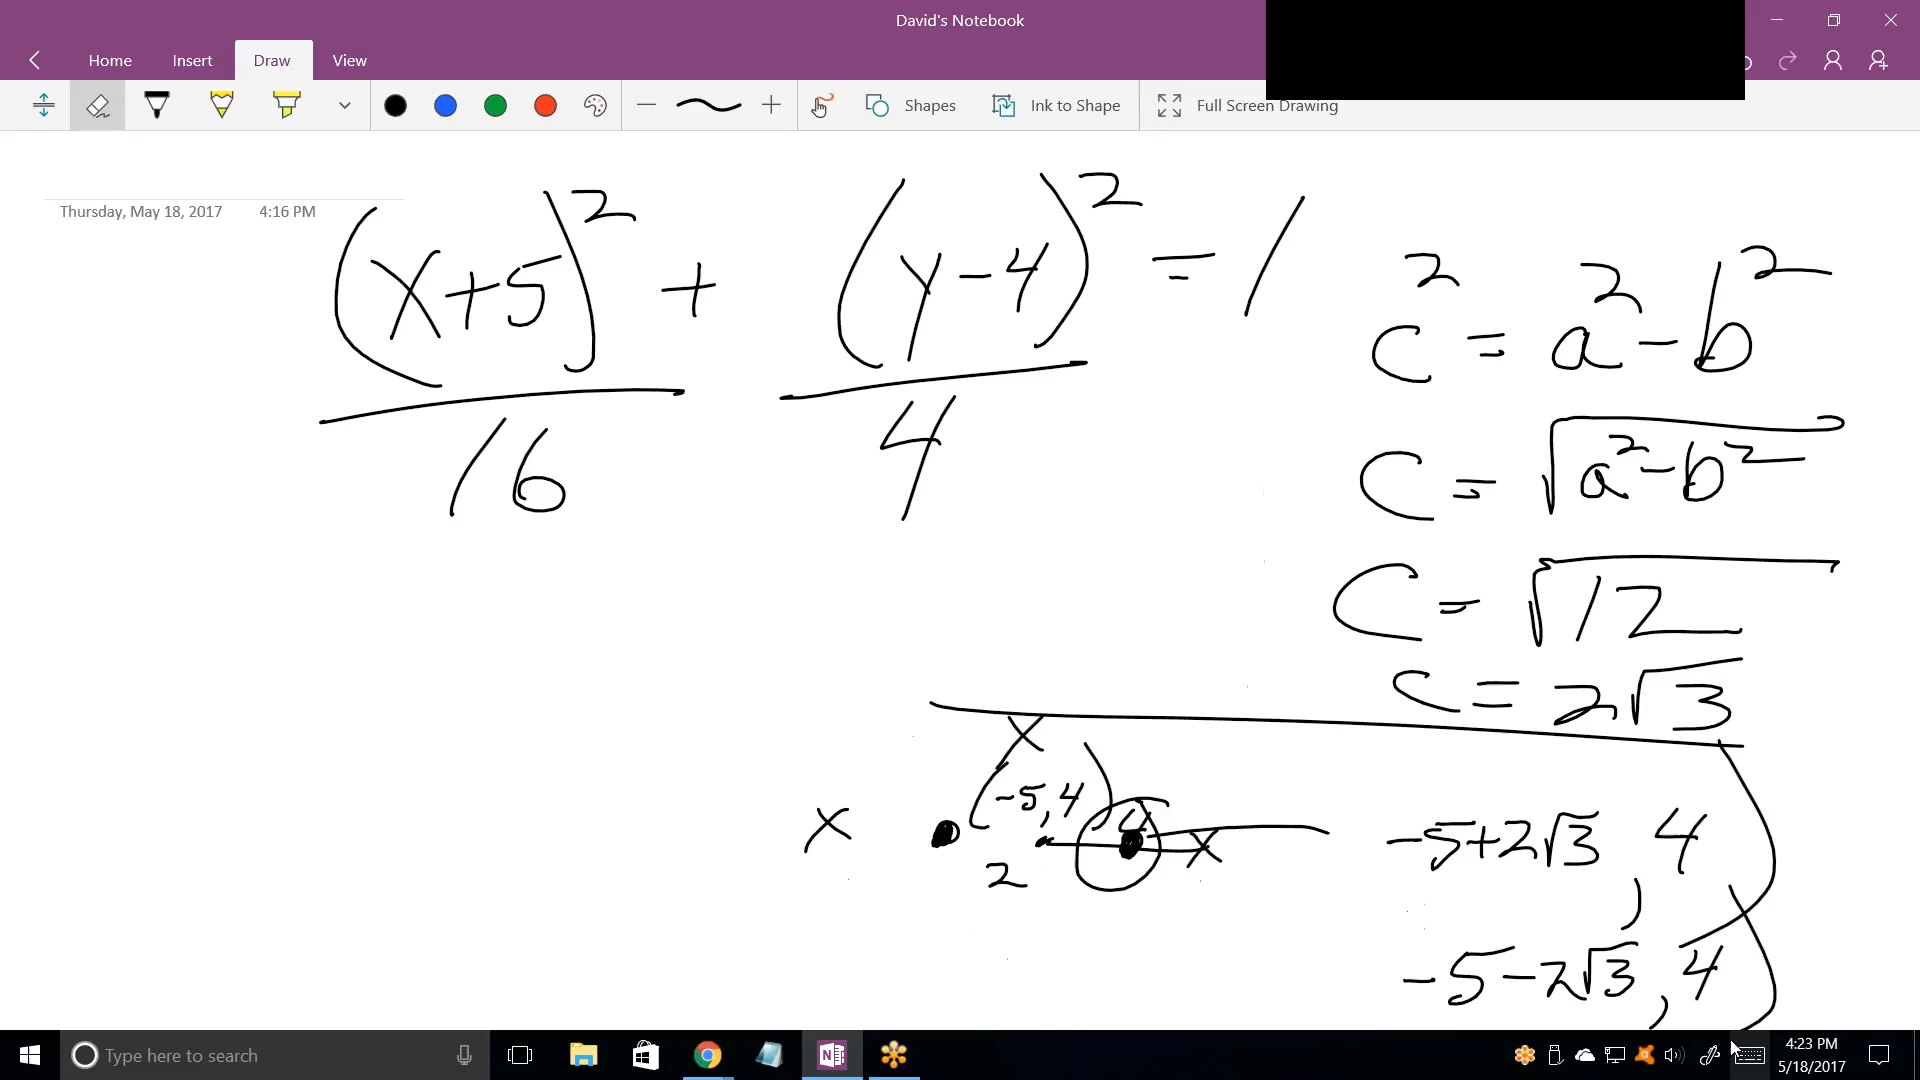 David's Notebook
Home Insert Draw View
Shapes Ink to Shape Full Screen Drawing
Thursday, May 18, 2017 4:16 PM
(x+5)² + (y-4)² = 1
16 4
c² = a² - b²
c = √a² - b²
c = √12
c = 2√3
x
(-5, 4)
x x
2
-5+2√3, 4)
-5-2√3, 4)
Type here to search
4:23 PM
5/18/2017